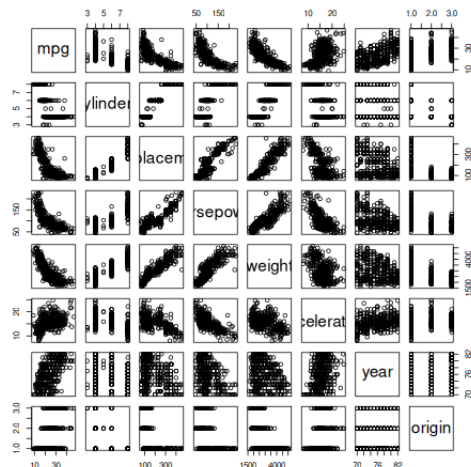 3 5 7 50 150 10 20 1.0 2.0 3.0
mpg
10 30
3 5 7
ylinder
placem
100 300
50 150
rsepow
weight
1500 4000
10 20
celerat
year
70 76 82
1.0 2.0 3.0
origin
10 30 100 300 1500 4000 70 76 82